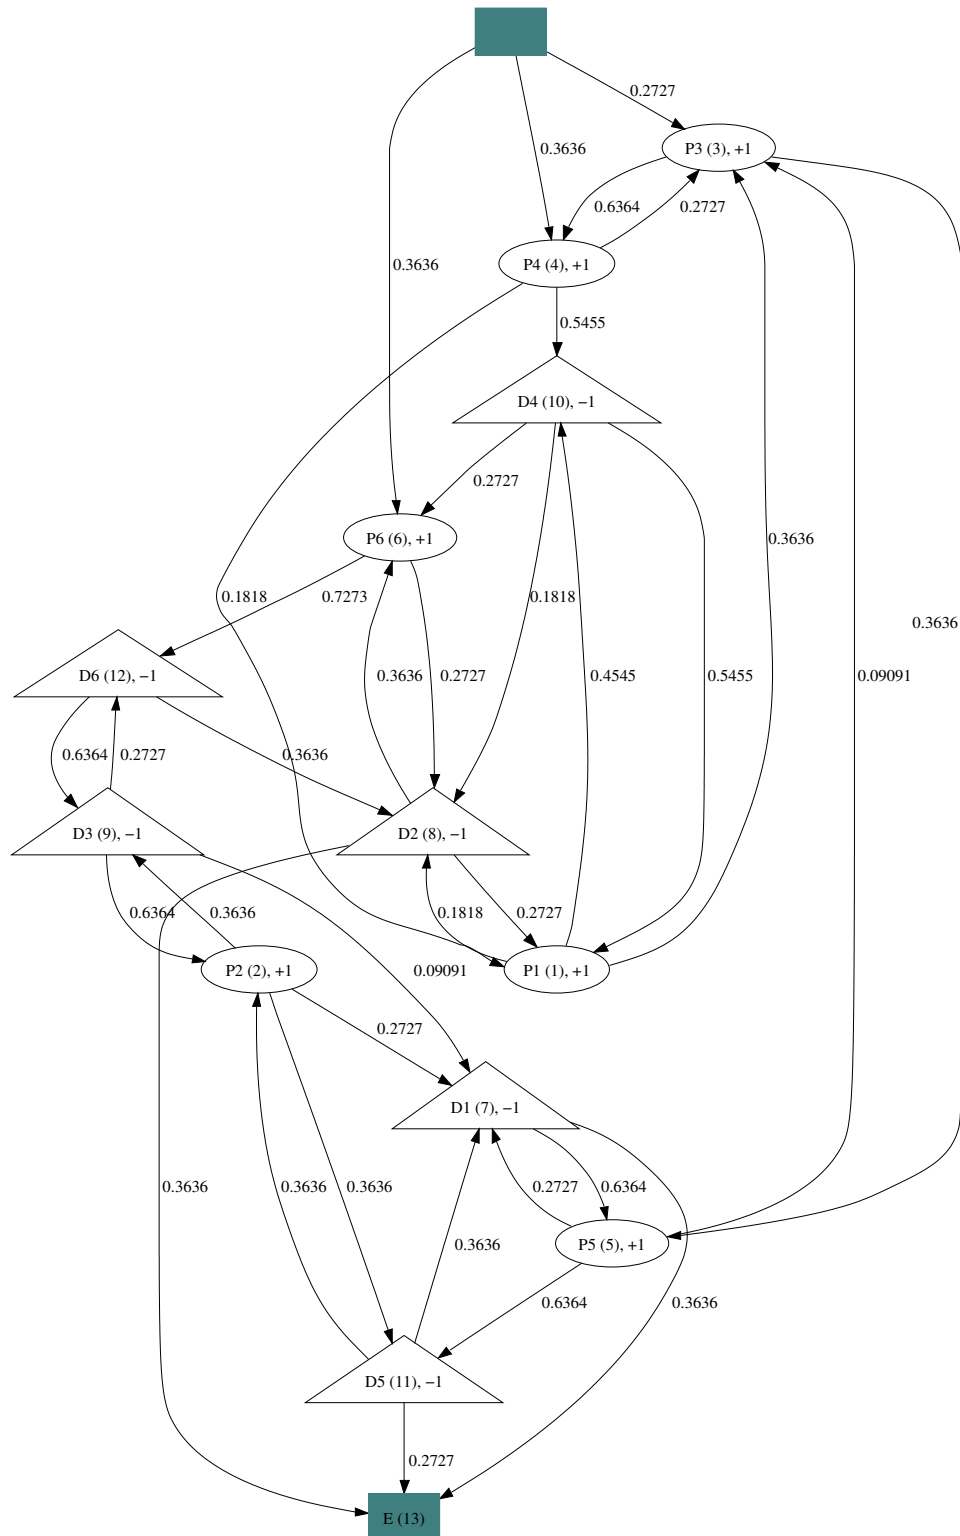 0.2727
P3 (3), +1
0.3636
0.6364
0.2727
0.3636
P4 (4), +1
0.5455
D4 (10), −1
0.2727
P6 (6), +1
0.3636
0.1818
0.7273
0.1818
0.3636
D6 (12), −1
0.3636
0.2727
0.4545
0.5455
0.09091
0.6364
0.2727
0.3636
D3 (9), −1
D2 (8), −1
0.6364
0.3636
0.1818
0.2727
P2 (2), +1
0.09091
P1 (1), +1
0.2727
D1 (7), −1
0.3636
0.3636
0.3636
0.2727
0.6364
0.3636
P5 (5), +1
0.6364
0.3636
D5 (11), −1
0.2727
E (13)